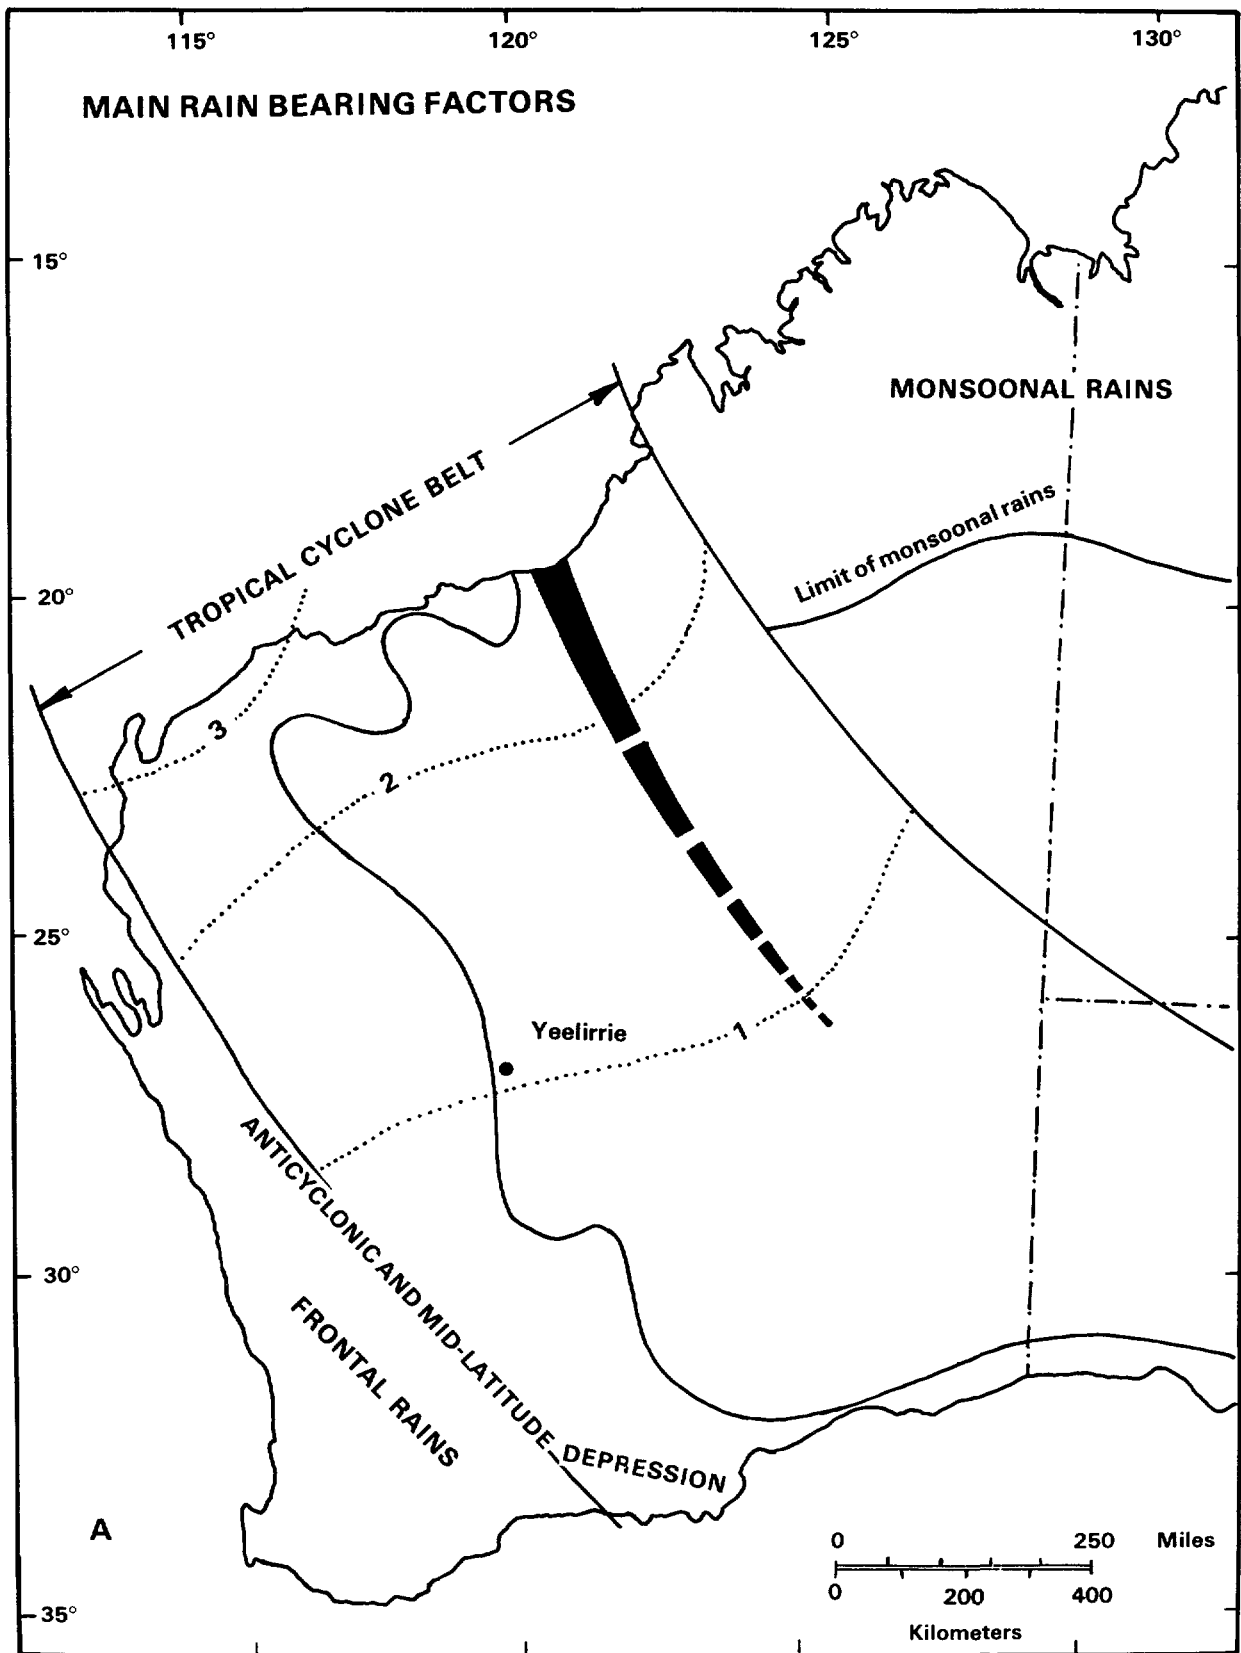 115° 120° 125° 130°
MAIN RAIN BEARING FACTORS
15°
MONSOONAL RAINS
TROPICAL CYCLONE BELT
Limit of monsoonal rains
20°
3
2
25°
Yeelirrie
1
ANTICYCLONIC AND MID-LATITUDE DEPRESSION
30°
FRONTAL RAINS
A
0 250 Miles
0 200 400
Kilometers
35°